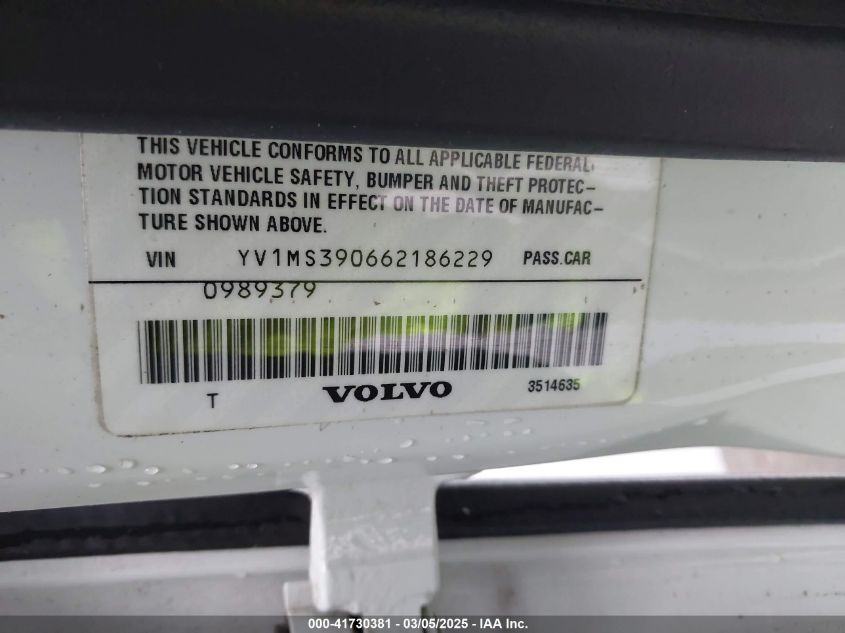 THIS VEHICLE CONFORMS TO ALL APPLICABLE FEDERAL
MOTOR VEHICLE SAFETY, BUMPER AND THEFT PROTEC-
TION STANDARDS IN EFFECT ON THE DATE OF MANUFAC-
TURE SHOWN ABOVE.
VIN YV1MS390662186229 PASS.CAR
0989379
T VOLVO 3514635
000-41730381 - 03/05/2025 - IAA Inc.